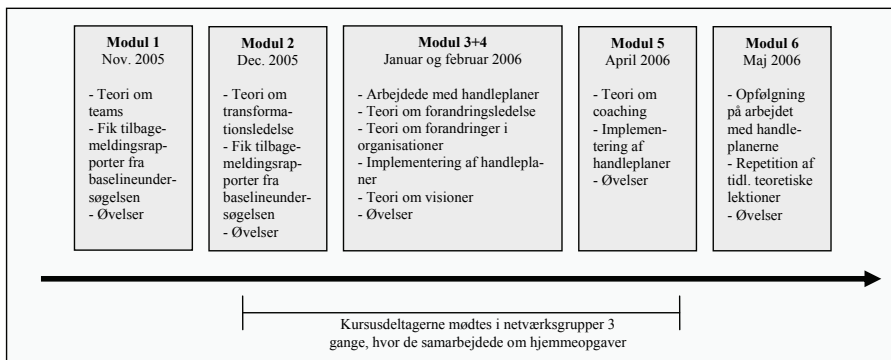 Modul 1
Nov. 2005
- Teori om
teams
- Fik tilbage-
meldingsrap-
porter fra
baselineunder-
søgelsen
- Øvelser
Modul 2
Dec. 2005
- Teori om
transforma-
tionsledelse
- Fik tilbage-
meldingsrap-
porter fra
baselineunder-
søgelsen
- Øvelser
Modul 3+4
Januar og februar 2006
- Arbejdede med handleplaner
- Teori om forandringsledelse
- Teori om forandringer i
organisationer
- Implementering af handlepla-
ner
- Teori om visioner
- Øvelser
Modul 5
April 2006
- Teori om
coaching
- Implemen-
tering af
handleplaner
- Øvelser
Modul 6
Maj 2006
- Opfølgning
på arbejdet
med handle-
planerne
- Repetition af
tidl. teoretiske
lektioner
- Øvelser
Kursusdeltagerne mødtes i netværksgrupper 3
gange, hvor de samarbejdede om hjemmeopgaver